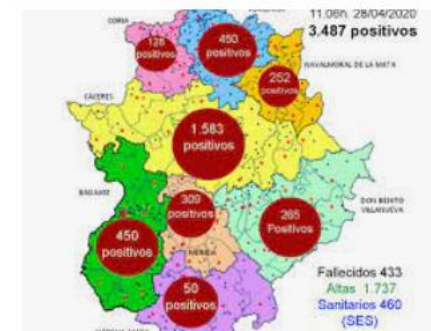 11.06h. 28/04/2020
3.487 positivos
CORIA
126
positivos
450
Positivos
252
positivos
NAVALMORAL DE LA MATA
CÁCERES
1.583
positivos
BADAJOZ
309
positivos
DON BENITO
VILLANUEVA
265
Positivos
450
positivos
MÉRIDA
50
positivos
Fallecidos 433
Altas 1.737
Sanitarios 460
(SES)